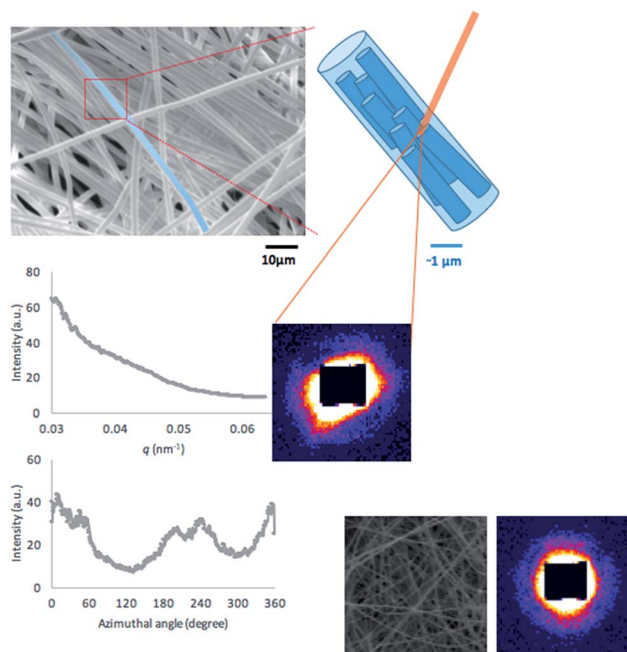 10μm
~1 μm
80
60
40
20
0
Intensity (a.u.)
0.03 0.04 0.05 0.06
q (nm⁻¹)
60
40
20
0
Intensity (a.u.)
0 60 120 180 240 300 360
Azimuthal angle (degree)